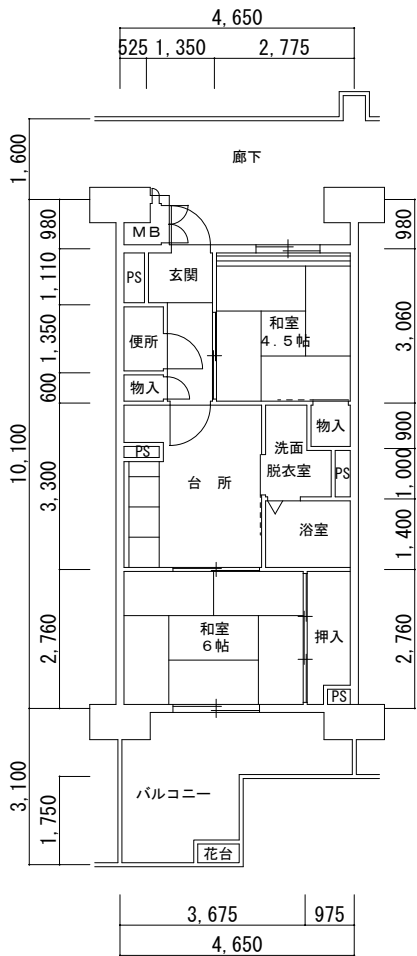 4,650
525 1,350 2,775
1,600
廊下
980
980
MB
1,110
PS
玄関
和室
4.5帖
3,060
1,350
便所
600
物入
物入
900
10,100
3,300
PS
台 所
洗面
脱衣室
PS
1,000
浴室
1,400
2,760
和室
6帖
押入
2,760
PS
3,100
1,750
バルコニー
花台
3,675 975
4,650